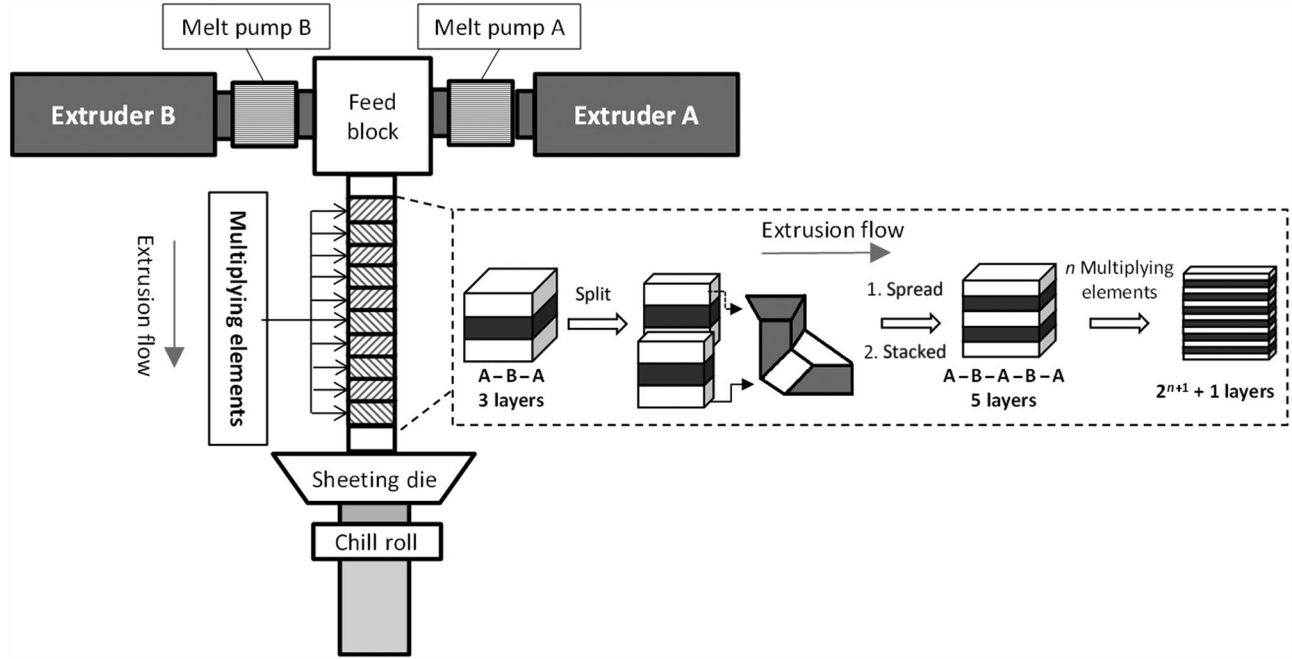 Melt pump B
Melt pump A
Extruder B
Feed
block
Extruder A
Extrusion flow
Multiplying elements
Extrusion flow
Split
1. Spread
2. Stacked
n Multiplying
elements
A–B–A
3 layers
A–B–A–B–A
5 layers
2ⁿ⁺¹ + 1 layers
Sheeting die
Chill roll